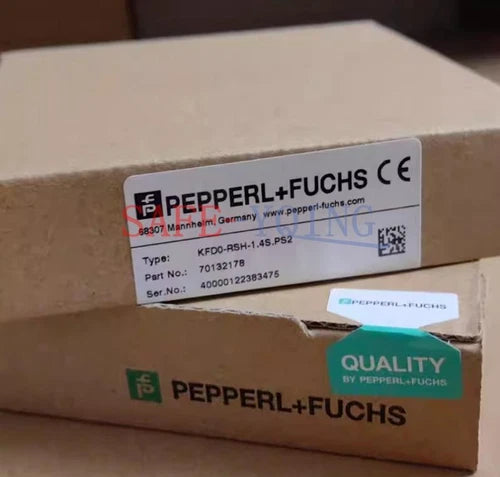 PEPPERL+FUCHS CE
68307 Mannheim, Germany www.pepperl-fuchs.com
SAFE YQING
Type: KFD0-RSH-1.4S.PS2
Part No.: 70132178
Ser.No.: 40000122383475
PEPPERL+FUCHS
QUALITY
BY PEPPERL+FUCHS
PEPPERL+FUCHS